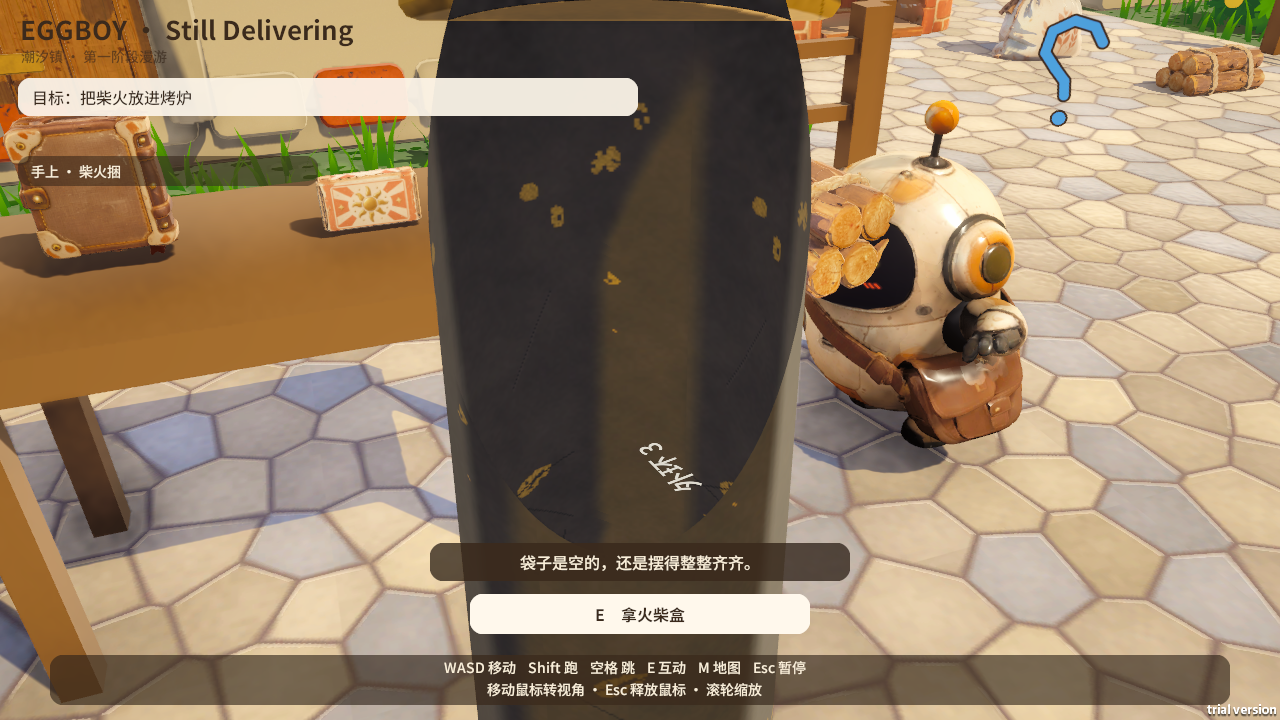 EGGBOY · Still Delivering
潮汐镇 · 第一阶段漫游
目标：把柴火放进烤炉
手上 · 柴火捆
外环 3
袋子是空的，还是摆得整整齐齐。
E 拿火柴盒
WASD 移动 Shift 跑 空格 跳 E 互动 M 地图 Esc 暂停
移动鼠标转视角 · Esc 释放鼠标 · 滚轮缩放
trial version